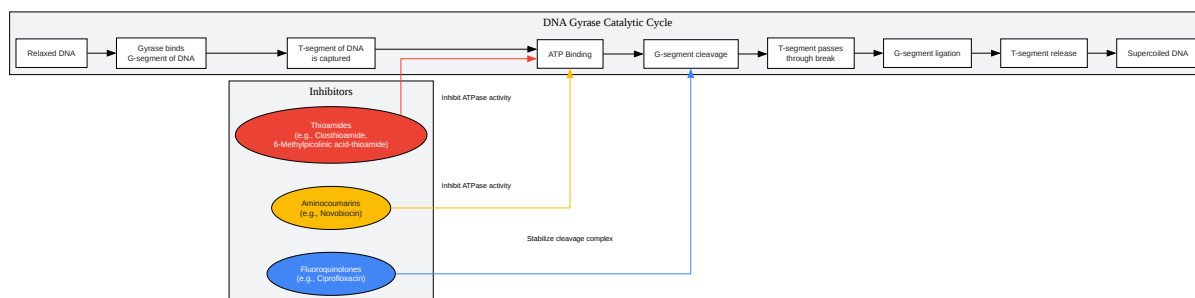 DNA Gyrase Catalytic Cycle
Relaxed DNA
Gyrase binds
G-segment of DNA
T-segment of DNA
is captured
ATP Binding
G-segment cleavage
T-segment passes
through break
G-segment ligation
T-segment release
Supercoiled DNA
Inhibitors
Thioamides
(e.g., Closthioamide,
6-Methylpicolinic acid-thioamide)
Inhibit ATPase activity
Aminocoumarins
(e.g., Novobiocin)
Inhibit ATPase activity
Fluoroquinolones
(e.g., Ciprofloxacin)
Stabilize cleavage complex